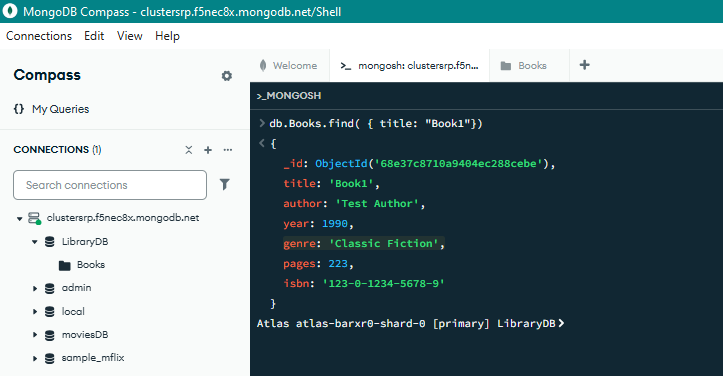 MongoDB Compass - clustersrp.f5nec8x.mongodb.net/Shell
Connections Edit View Help
Compass
My Queries
CONNECTIONS (1)
Search connections
clustersrp.f5nec8x.mongodb.net
LibraryDB
Books
admin
local
moviesDB
sample_mflix
Welcome
>_ mongosh: clustersrp.f5n...
Books
>_MONGOSH
> db.Books.find( { title: "Book1"})
< {
_id: ObjectId('68e37c8710a9404ec288cebe'),
title: 'Book1',
author: 'Test Author',
year: 1990,
genre: 'Classic Fiction',
pages: 223,
isbn: '123-0-1234-5678-9'
}
Atlas atlas-barxr0-shard-0 [primary] LibraryDB>